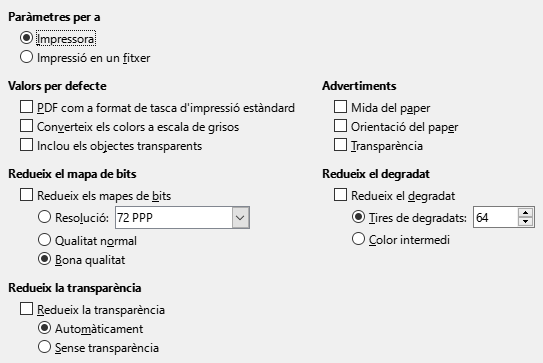 Paràmetres per a
Impressora
Impressió en un fitxer
Valors per defecte
PDF com a format de tasca d'impressió estàndard
Converteix els colors a escala de grisos
Inclou els objectes transparents
Advertiments
Mida del paper
Orientació del paper
Transparència
Redueix el mapa de bits
Redueix els mapes de bits
Resolució: 72 PPP
Qualitat normal
Bona qualitat
Redueix el degradat
Redueix el degradat
Tires de degradats: 64
Color intermedi
Redueix la transparència
Redueix la transparència
Automàticament
Sense transparència